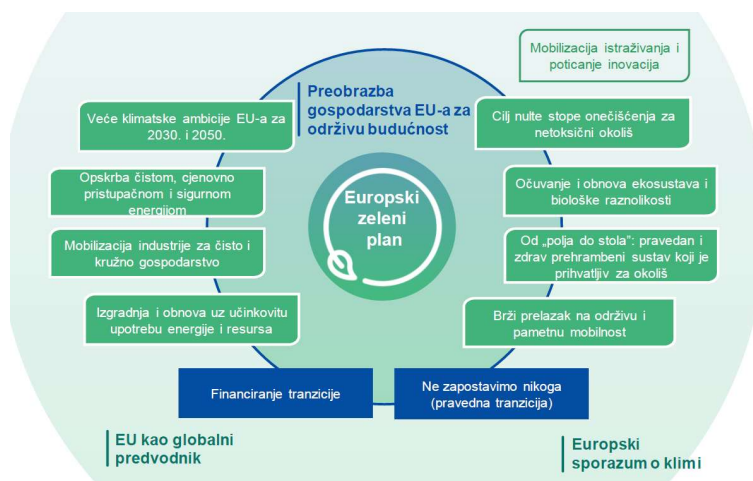 Mobilizacija istraživanja i
poticanje inovacija
Preobrazba
gospodarstva EU-a za
održivu budućnost
Veće klimatske ambicije EU-a za
2030. i 2050.
Cilj nulte stope onečišćenja za
netoksični okoliš
Opskrba čistom, cjenovno
pristupačnom i sigurnom
energijom
Očuvanje i obnova ekosustava i
biološke raznolikosti
Europski
zeleni
plan
Mobilizacija industrije za čisto i
kružno gospodarstvo
Od „polja do stola”: pravedan i
zdrav prehrambeni sustav koji je
prihvatljiv za okoliš
Izgradnja i obnova uz učinkovitu
upotrebu energije i resursa
Brži prelazak na održivu i
pametnu mobilnost
Financiranje tranzicije
Ne zapostavimo nikoga
(pravedna tranzicija)
EU kao globalni
predvodnik
Europski
sporazum o klimi